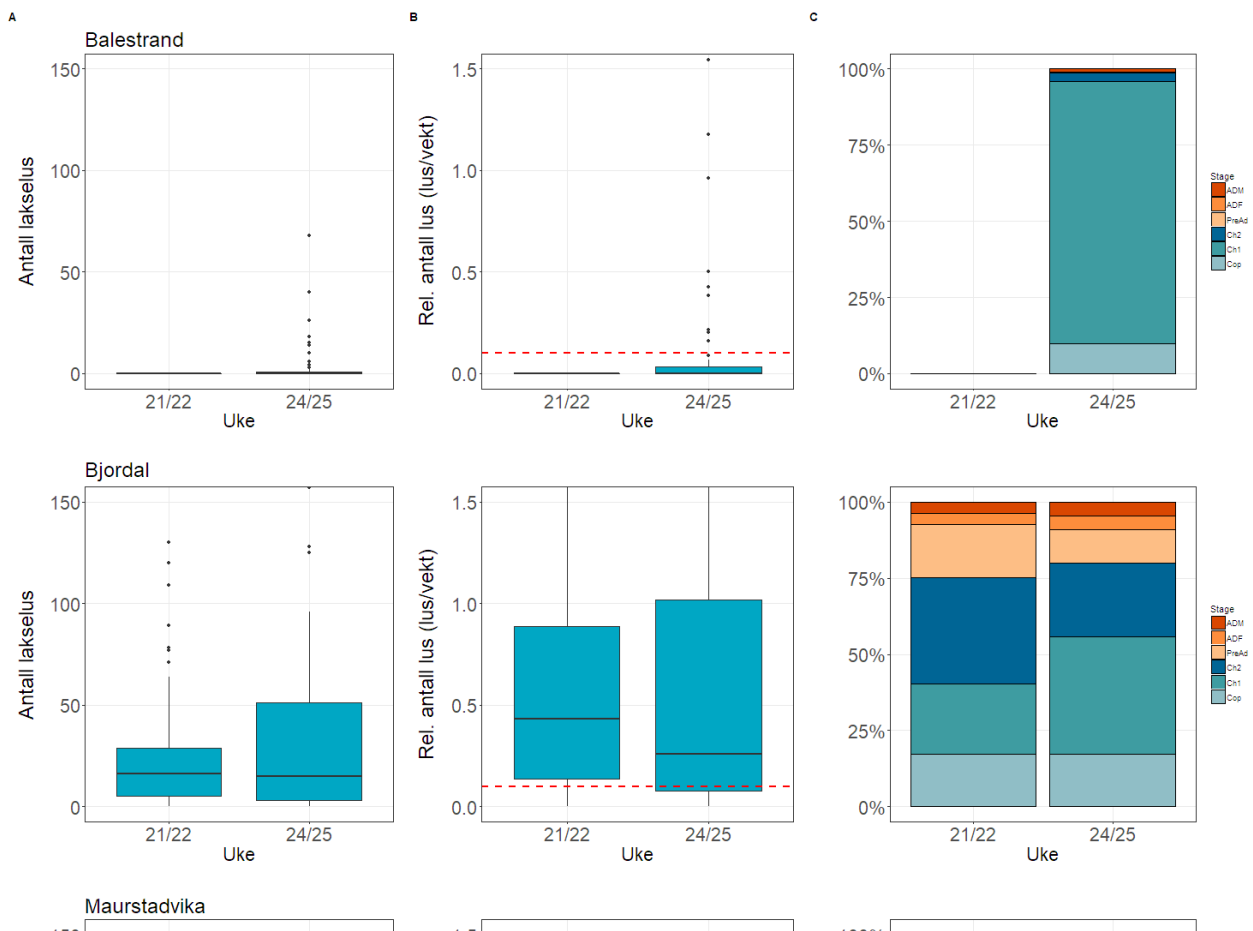 A
B
C
Balestrand
Antall lakselus
150
100
50
0
21/22
24/25
Uke
Rel. antall lus (lus/vekt)
1.5
1.0
0.5
0.0
21/22
24/25
Uke
100%
75%
50%
25%
0%
21/22
24/25
Uke
Stage
ADM
ADF
PreAd
Ch2
Ch1
Cop
Bjordal
Antall lakselus
150
100
50
0
21/22
24/25
Uke
Rel. antall lus (lus/vekt)
1.5
1.0
0.5
0.0
21/22
24/25
Uke
100%
75%
50%
25%
0%
21/22
24/25
Uke
Stage
ADM
ADF
PreAd
Ch2
Ch1
Cop
Maurstadvika